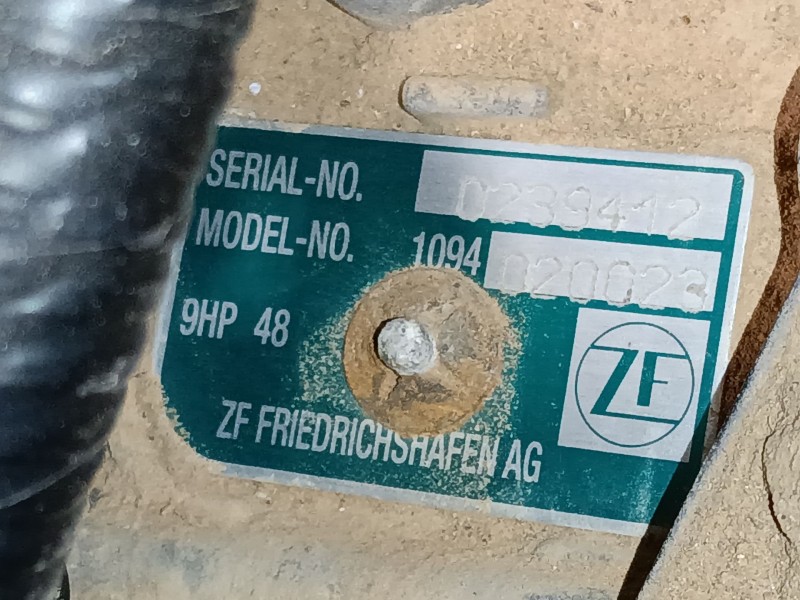 SERIAL-NO. 0239412
MODEL-NO. 1094 020023
9HP 48
ZF
ZF FRIEDRICHSHAFEN AG